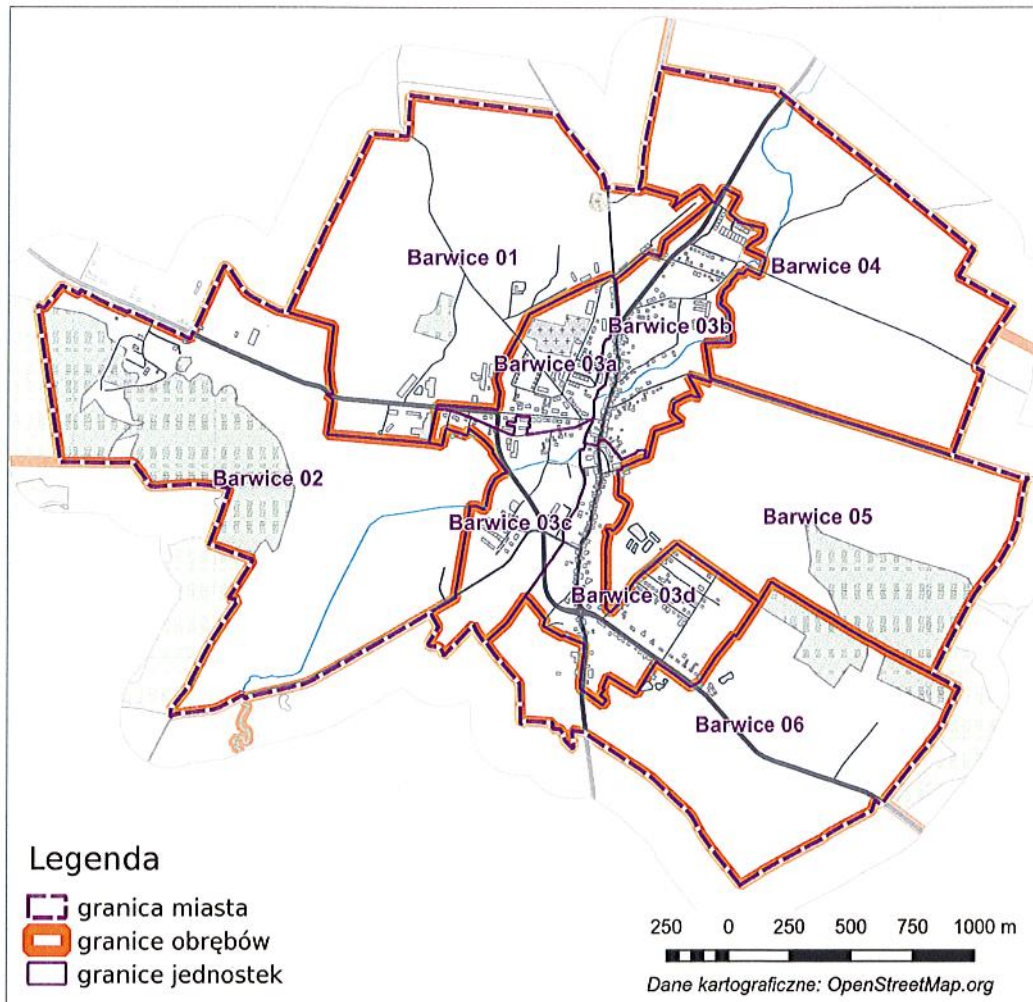 Barwice 01
Barwice 04
Barwice 03b
Barwice 03a
Barwice 02
Barwice 03c
Barwice 05
Barwice 03d
Barwice 06
Legenda
granica miasta
granice obrębów
granice jednostek
250 0 250 500 750 1000 m
Dane kartograficzne: OpenStreetMap.org